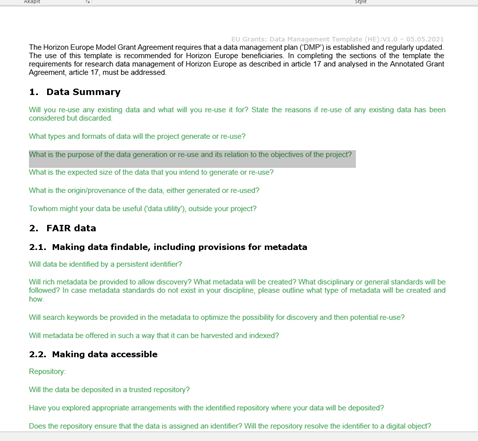 Akapit
Style
EU Grants: Data Management Template (HE):V1.0 – 05.05.2021
The Horizon Europe Model Grant Agreement requires that a data management plan ('DMP') is established and regularly updated.
The use of this template is recommended for Horizon Europe beneficiaries. In completing the sections of the template the
requirements for research data management of Horizon Europe as described in article 17 and analysed in the Annotated Grant
Agreement, article 17, must be addressed.
1. Data Summary
Will you re-use any existing data and what will you re-use it for? State the reasons if re-use of any existing data has been
considered but discarded.
What types and formats of data will the project generate or re-use?
What is the purpose of the data generation or re-use and its relation to the objectives of the project?
What is the expected size of the data that you intend to generate or re-use?
What is the origin/provenance of the data, either generated or re-used?
To whom might your data be useful ('data utility'), outside your project?
2. FAIR data
2.1. Making data findable, including provisions for metadata
Will data be identified by a persistent identifier?
Will rich metadata be provided to allow discovery? What metadata will be created? What disciplinary or general standards will be
followed? In case metadata standards do not exist in your discipline, please outline what type of metadata will be created and
how.
Will search keywords be provided in the metadata to optimize the possibility for discovery and then potential re-use?
Will metadata be offered in such a way that it can be harvested and indexed?
2.2. Making data accessible
Repository:
Will the data be deposited in a trusted repository?
Have you explored appropriate arrangements with the identified repository where your data will be deposited?
Does the repository ensure that the data is assigned an identifier? Will the repository resolve the identifier to a digital object?